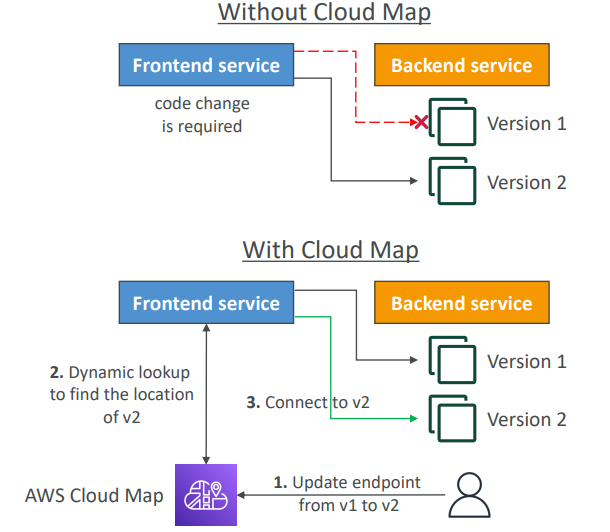 Without Cloud Map
Frontend service
Backend service
code change
is required
Version 1
Version 2
With Cloud Map
Frontend service
Backend service
Version 1
2. Dynamic lookup
to find the location
of v2
3. Connect to v2
Version 2
AWS Cloud Map
1. Update endpoint
from v1 to v2